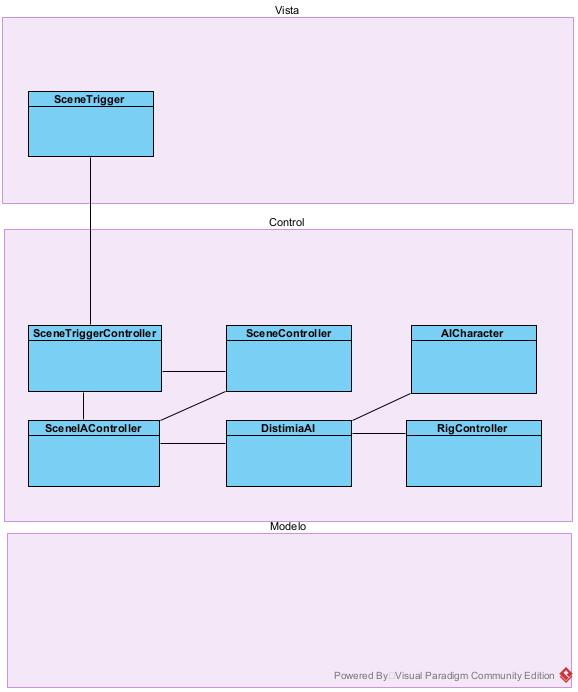 Vista
SceneTrigger
Control
SceneTriggerController
SceneController
AICharacter
SceneIAController
DistimiaAI
RigController
Modelo
Powered By Visual Paradigm Community Edition